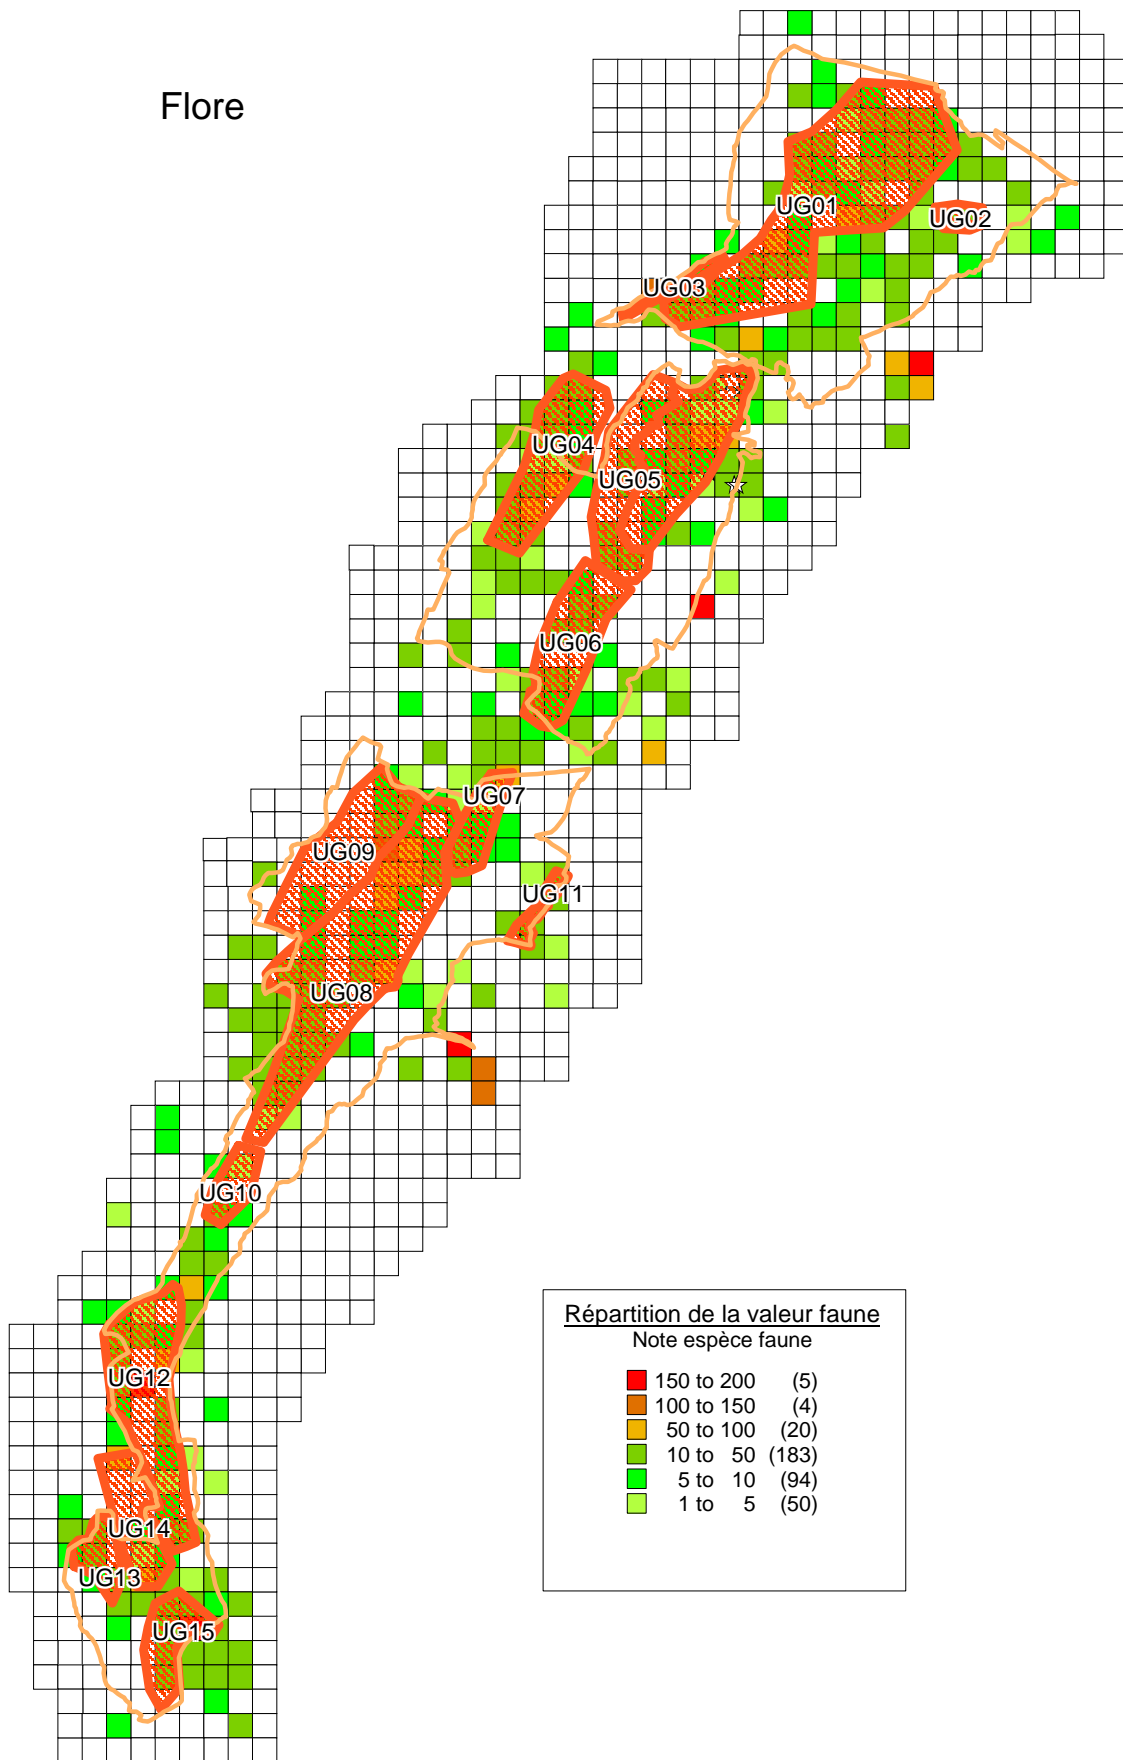 Flore
UG01
UG02
UG03
UG04
UG05
UG06
UG07
UG09
UG11
UG08
UG10
UG12
UG14
UG13
UG15
Répartition de la valeur faune
Note espèce faune
150 to 200 (5)
100 to 150 (4)
50 to 100 (20)
10 to 50 (183)
5 to 10 (94)
1 to 5 (50)